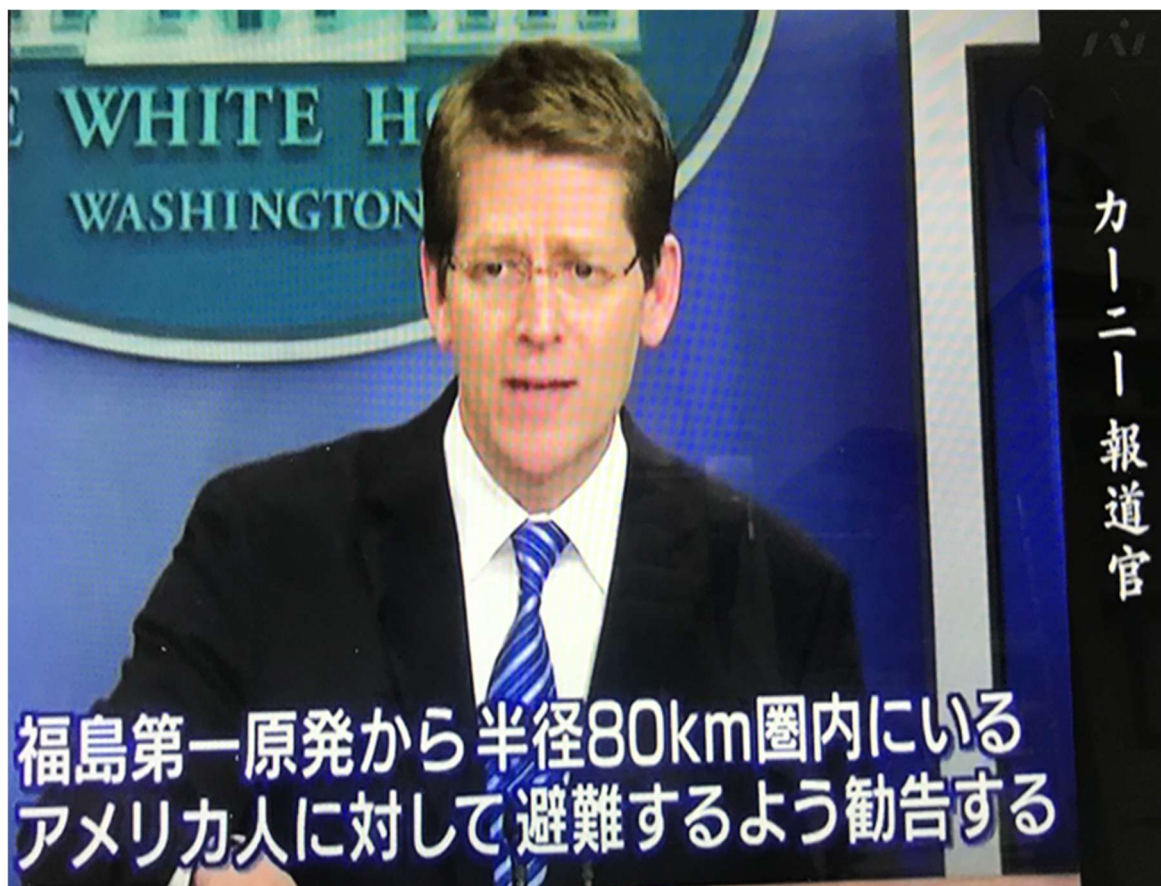 E WHITE HO
WASHINGTON
カーニー報道官
福島第一原発から半径80km圏内にいる
アメリカ人に対して避難するよう勧告する